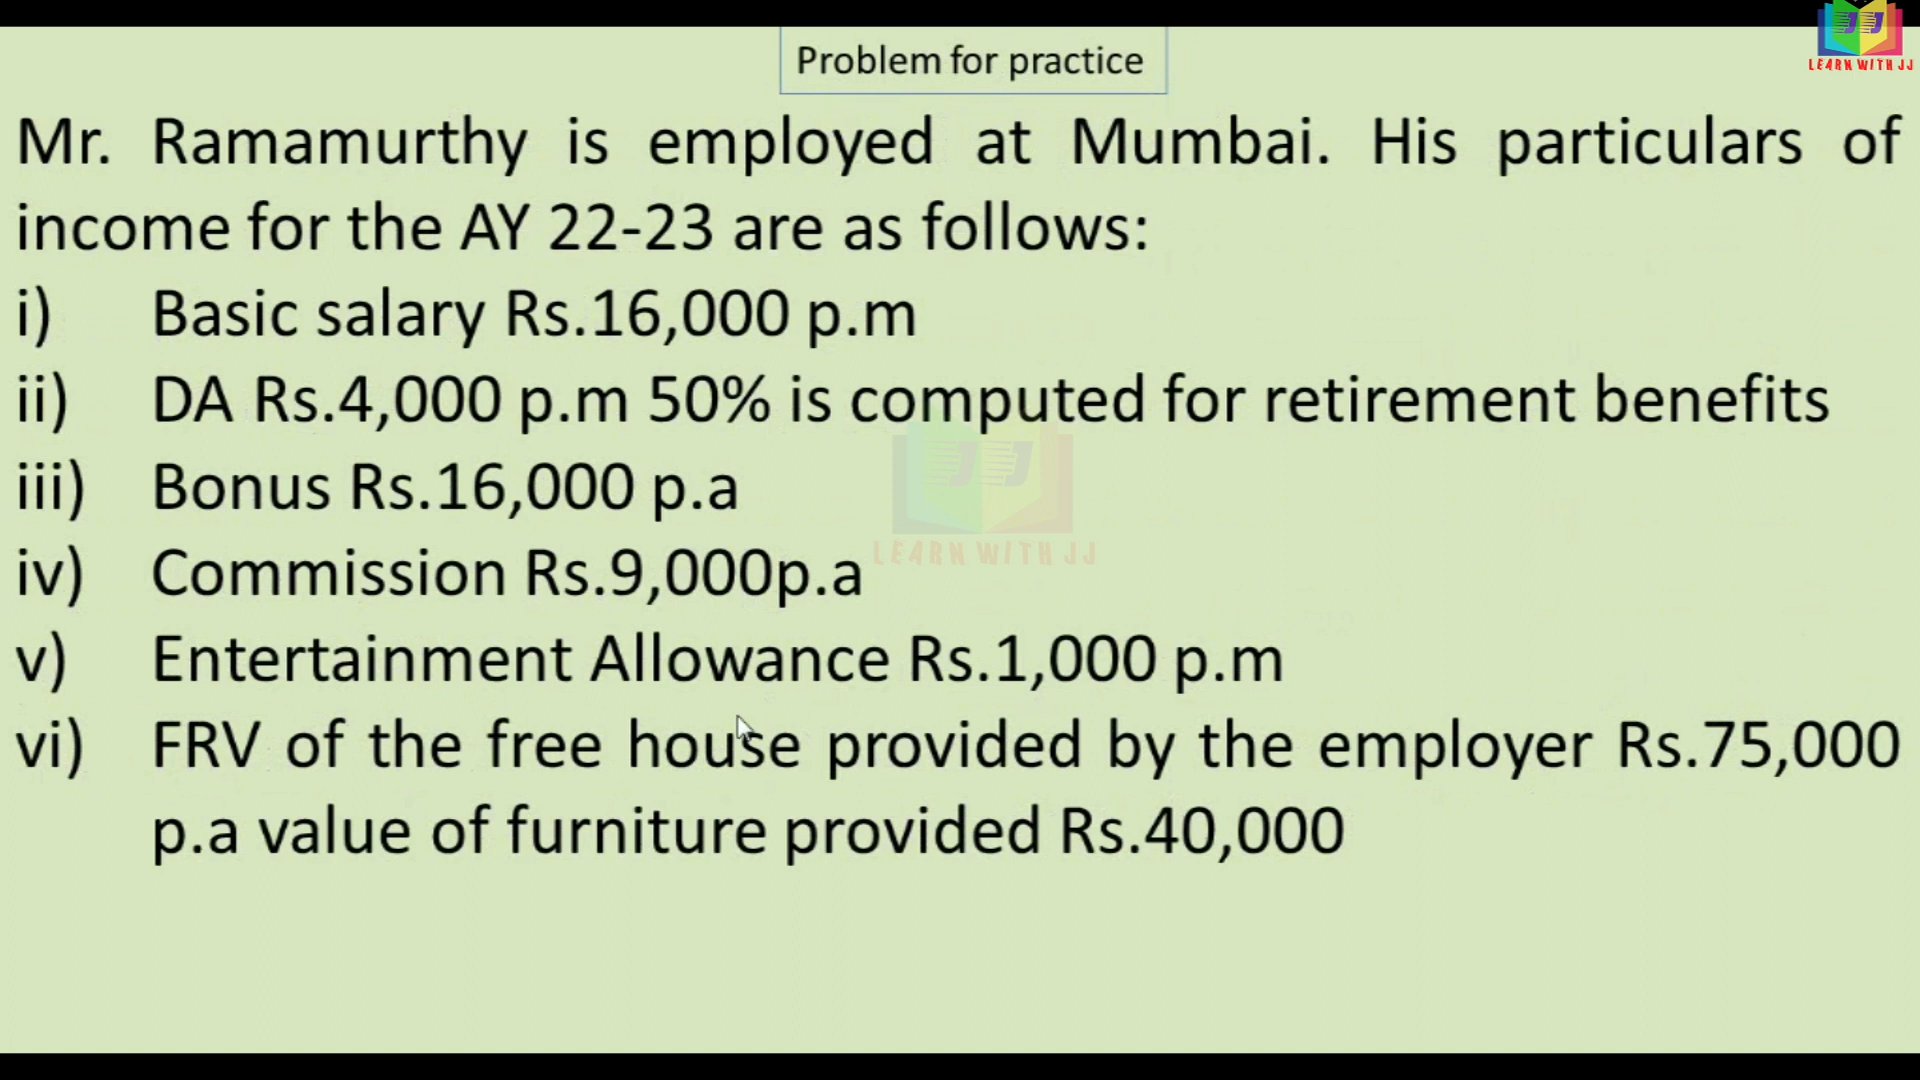 Problem for practice
LEARN WITH JJ
Mr. Ramamurthy is employed at Mumbai. His particulars of
income for the AY 22-23 are as follows:
i) Basic salary Rs.16,000 p.m
ii) DA Rs.4,000 p.m 50% is computed for retirement benefits
iii) Bonus Rs.16,000 p.a
iv) Commission Rs.9,000p.a
LEARN WITH JJ
v) Entertainment Allowance Rs.1,000 p.m
vi) FRV of the free house provided by the employer Rs.75,000
p.a value of furniture provided Rs.40,000